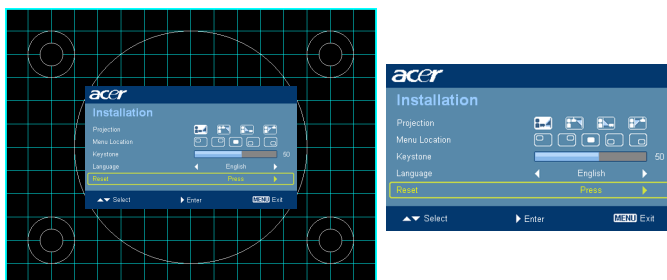 acer
Installation
Projection
Menu Location
Keystone 50
Language English
Reset Press
Select Enter MENU Exit
acer
Installation
Projection
Menu Location
Keystone 50
Language English
Reset Press
Select Enter MENU Exit